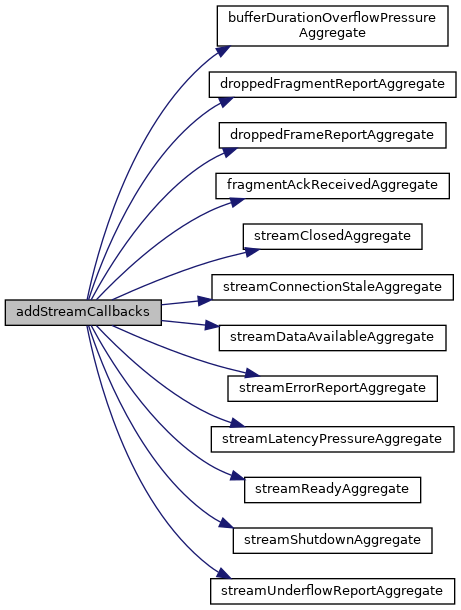 bufferDurationOverflowPressure
Aggregate
droppedFragmentReportAggregate
droppedFrameReportAggregate
fragmentAckReceivedAggregate
streamClosedAggregate
streamConnectionStaleAggregate
addStreamCallbacks
streamDataAvailableAggregate
streamErrorReportAggregate
streamLatencyPressureAggregate
streamReadyAggregate
streamShutdownAggregate
streamUnderflowReportAggregate